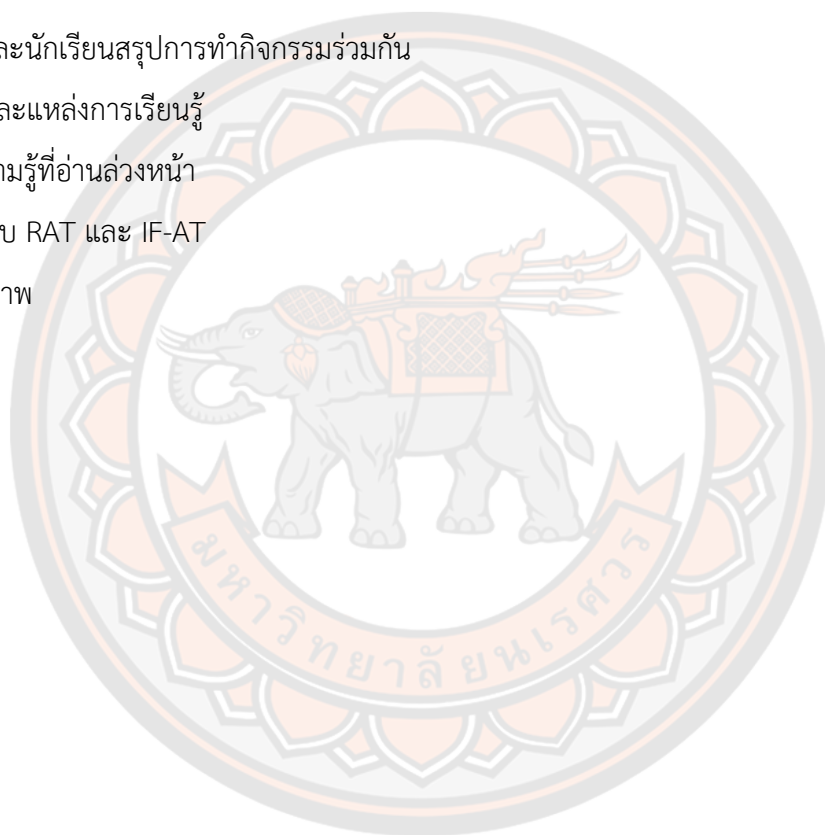 ละนักเรียนสรุปการทำกิจกรรมร่วมกัน
ละแหล่งการเรียนรู้
ามรู้ที่อ่านล่วงหน้า
บ RAT และ IF-AT
าพ
มหาวิทยาลัยนเรศวร